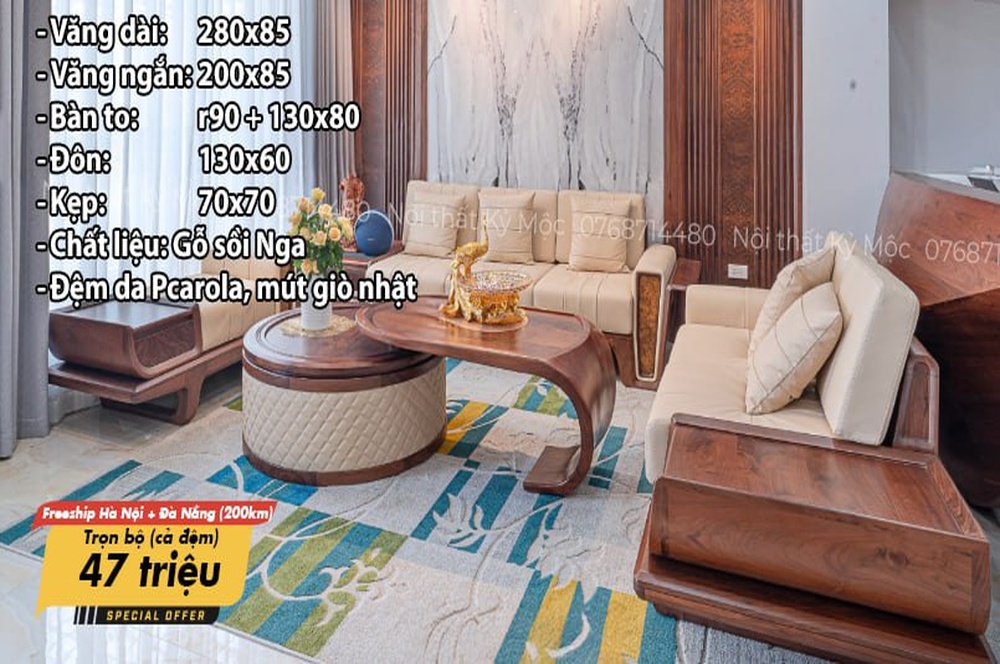 - Văng dài: 280x85
- Văng ngắn: 200x85
- Bàn to: r90 + 130x80
- Đôn: 130x60
- Kẹp: 70x70
- Chất liệu: Gỗ sồi Nga
- Đệm da Pcarola, mút giò nhật
Nội thất Kỳ Mộc 0768714480 Nội thất Kỳ Mộc
Freeship Hà Nội + Đà Nẵng (200km)
Trọn bộ (cả đệm)
47 triệu
SPECIAL OFFER